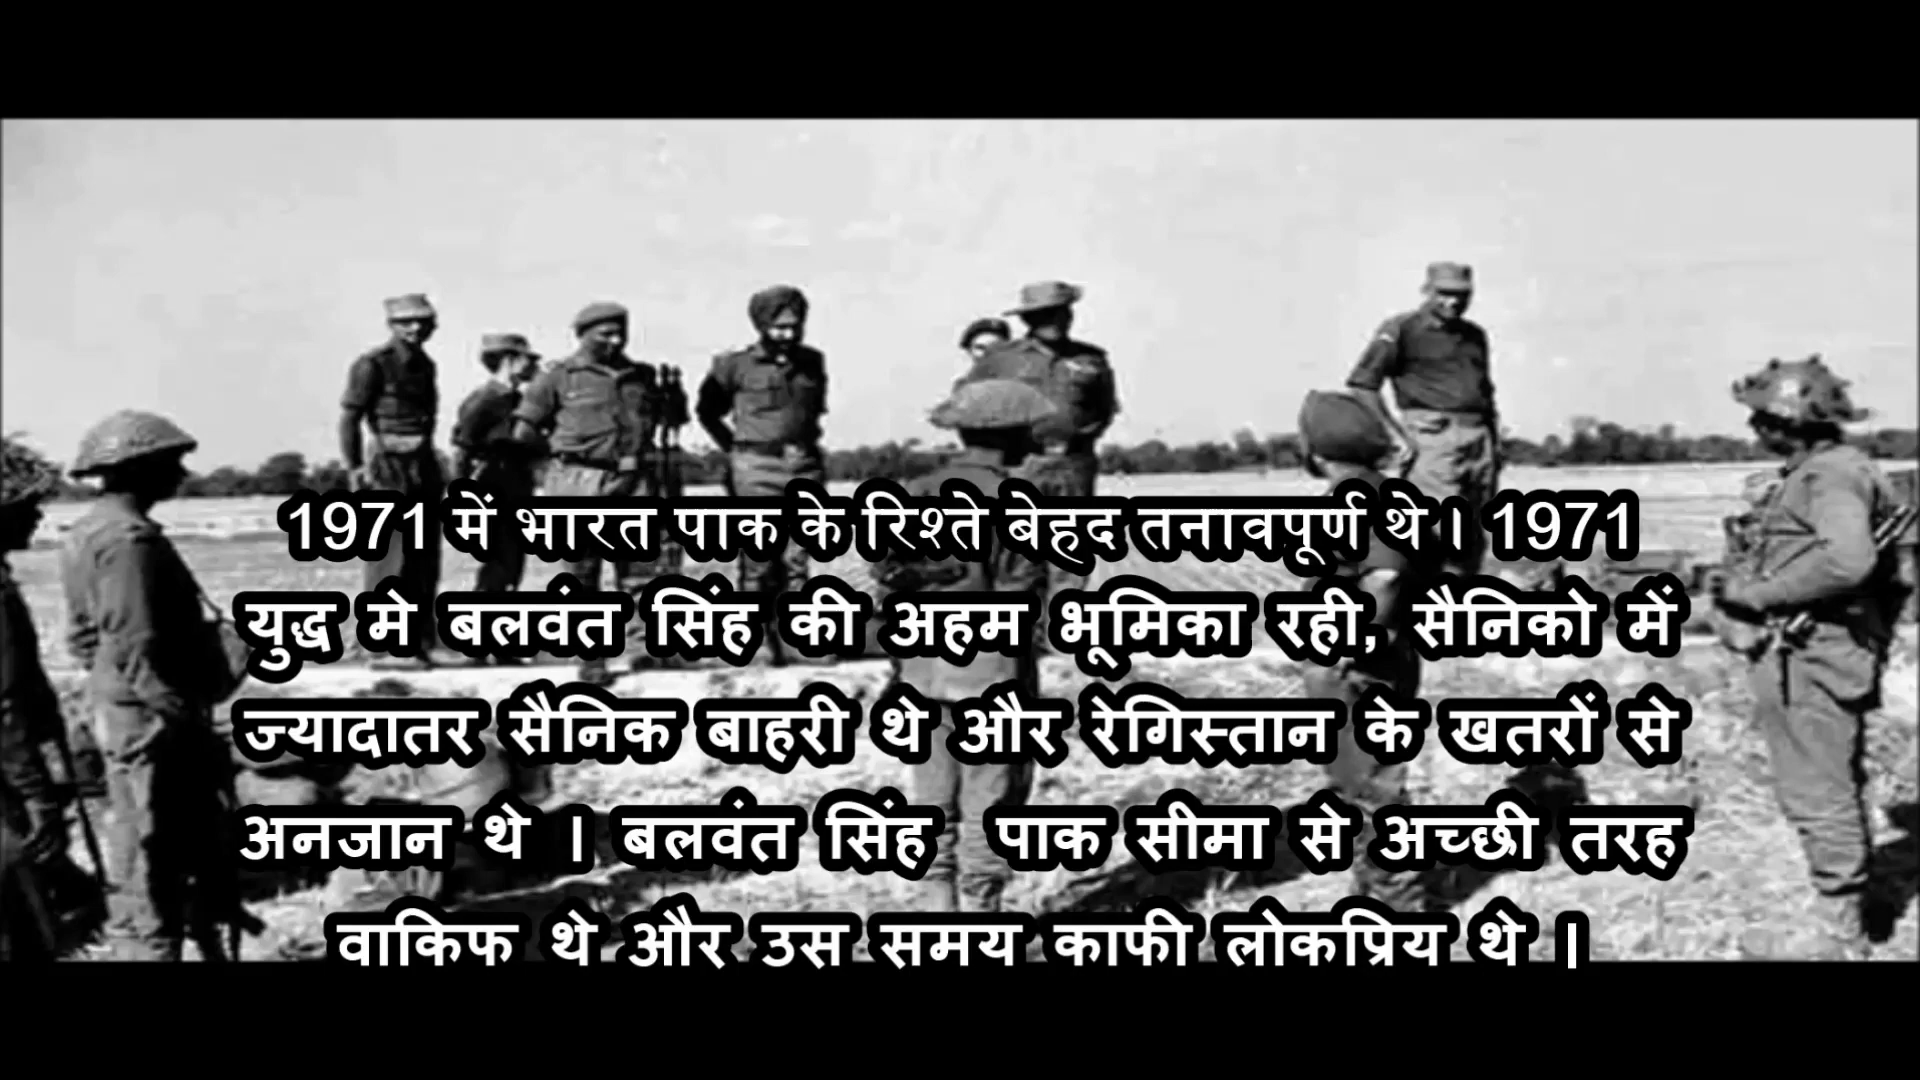 1971 में भारत पाक के रिश्ते बेहद तनावपूर्ण थे। 1971
युद्ध मे बलवंत सिंह की अहम भूमिका रही, सैनिको में
ज्यादातर सैनिक बाहरी थे और रेगिस्तान के खतरों से
अनजान थे । बलवंत सिंह पाक सीमा से अच्छी तरह
वाकिफ थे और उस समय काफी लोकप्रिय थे ।